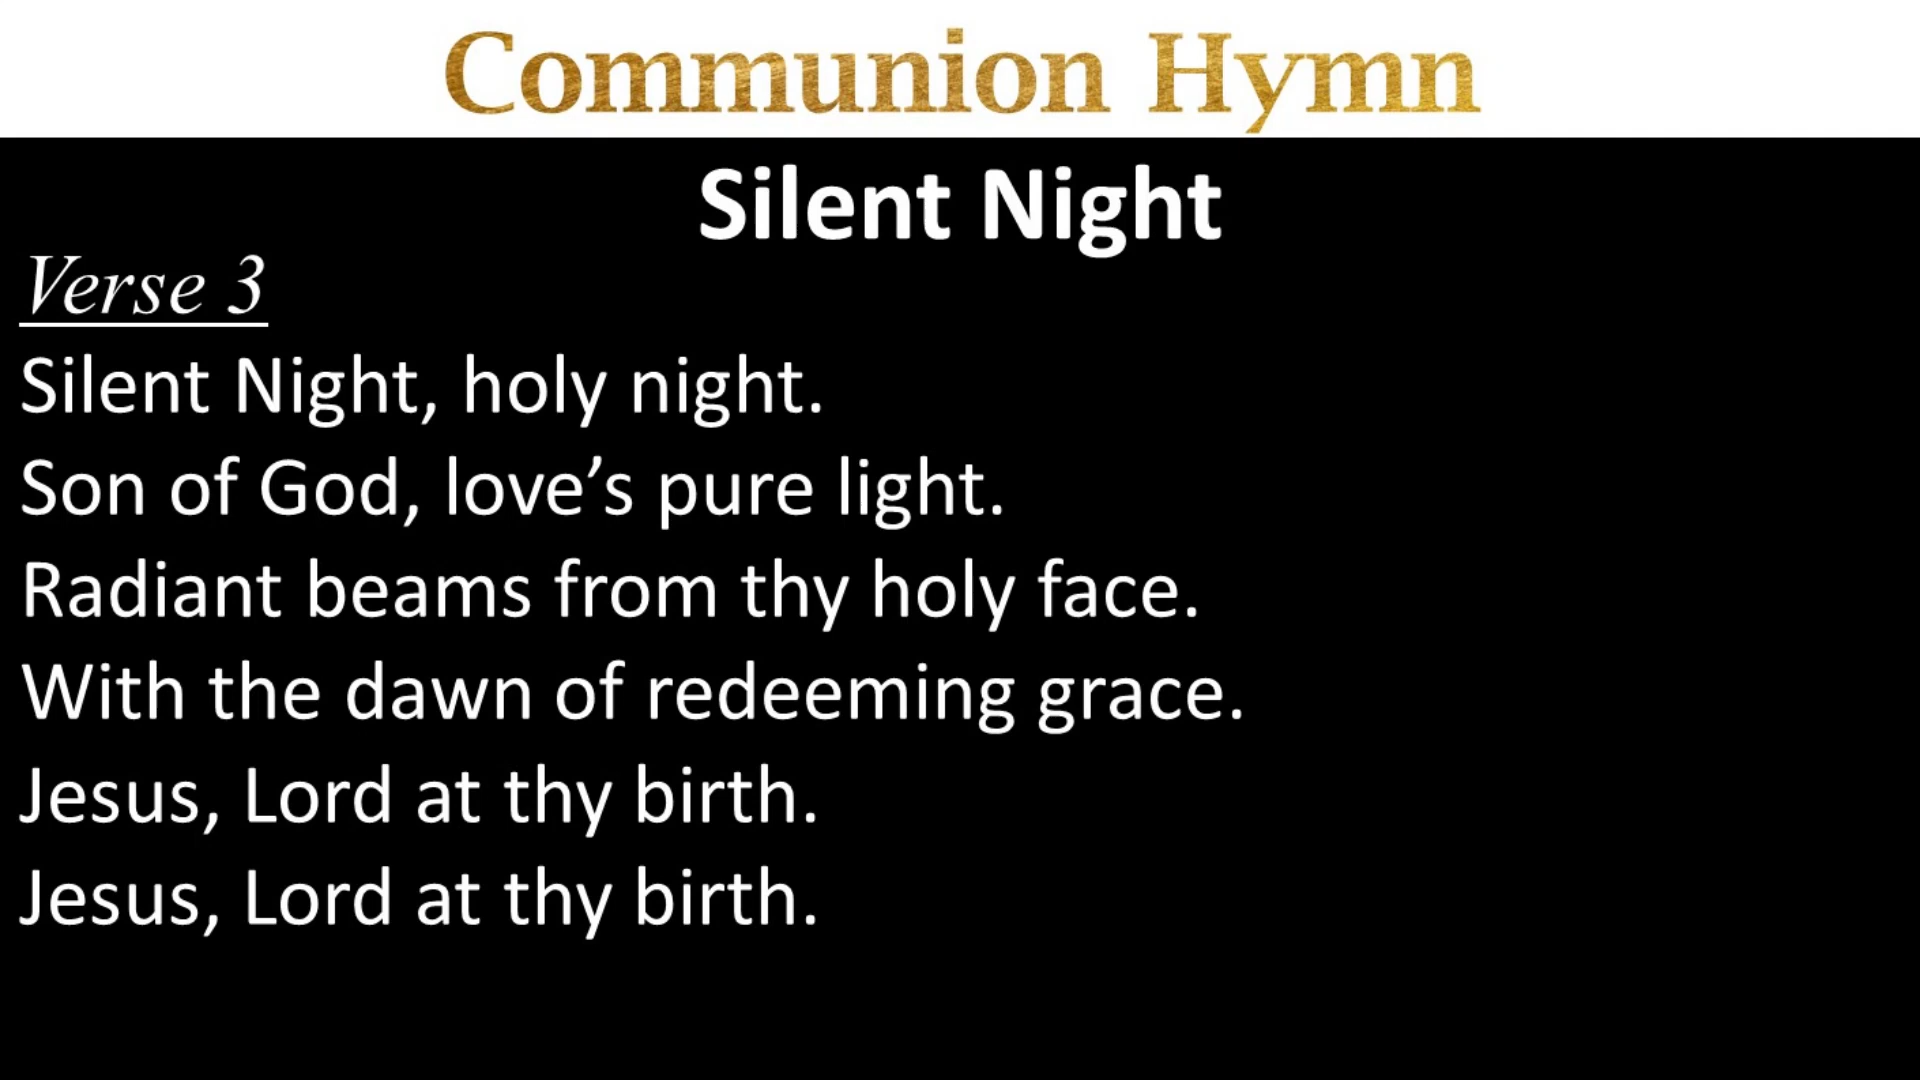 Communion Hymn
Silent Night
Verse 3
Silent Night, holy night.
Son of God, love’s pure light.
Radiant beams from thy holy face.
With the dawn of redeeming grace.
Jesus, Lord at thy birth.
Jesus, Lord at thy birth.